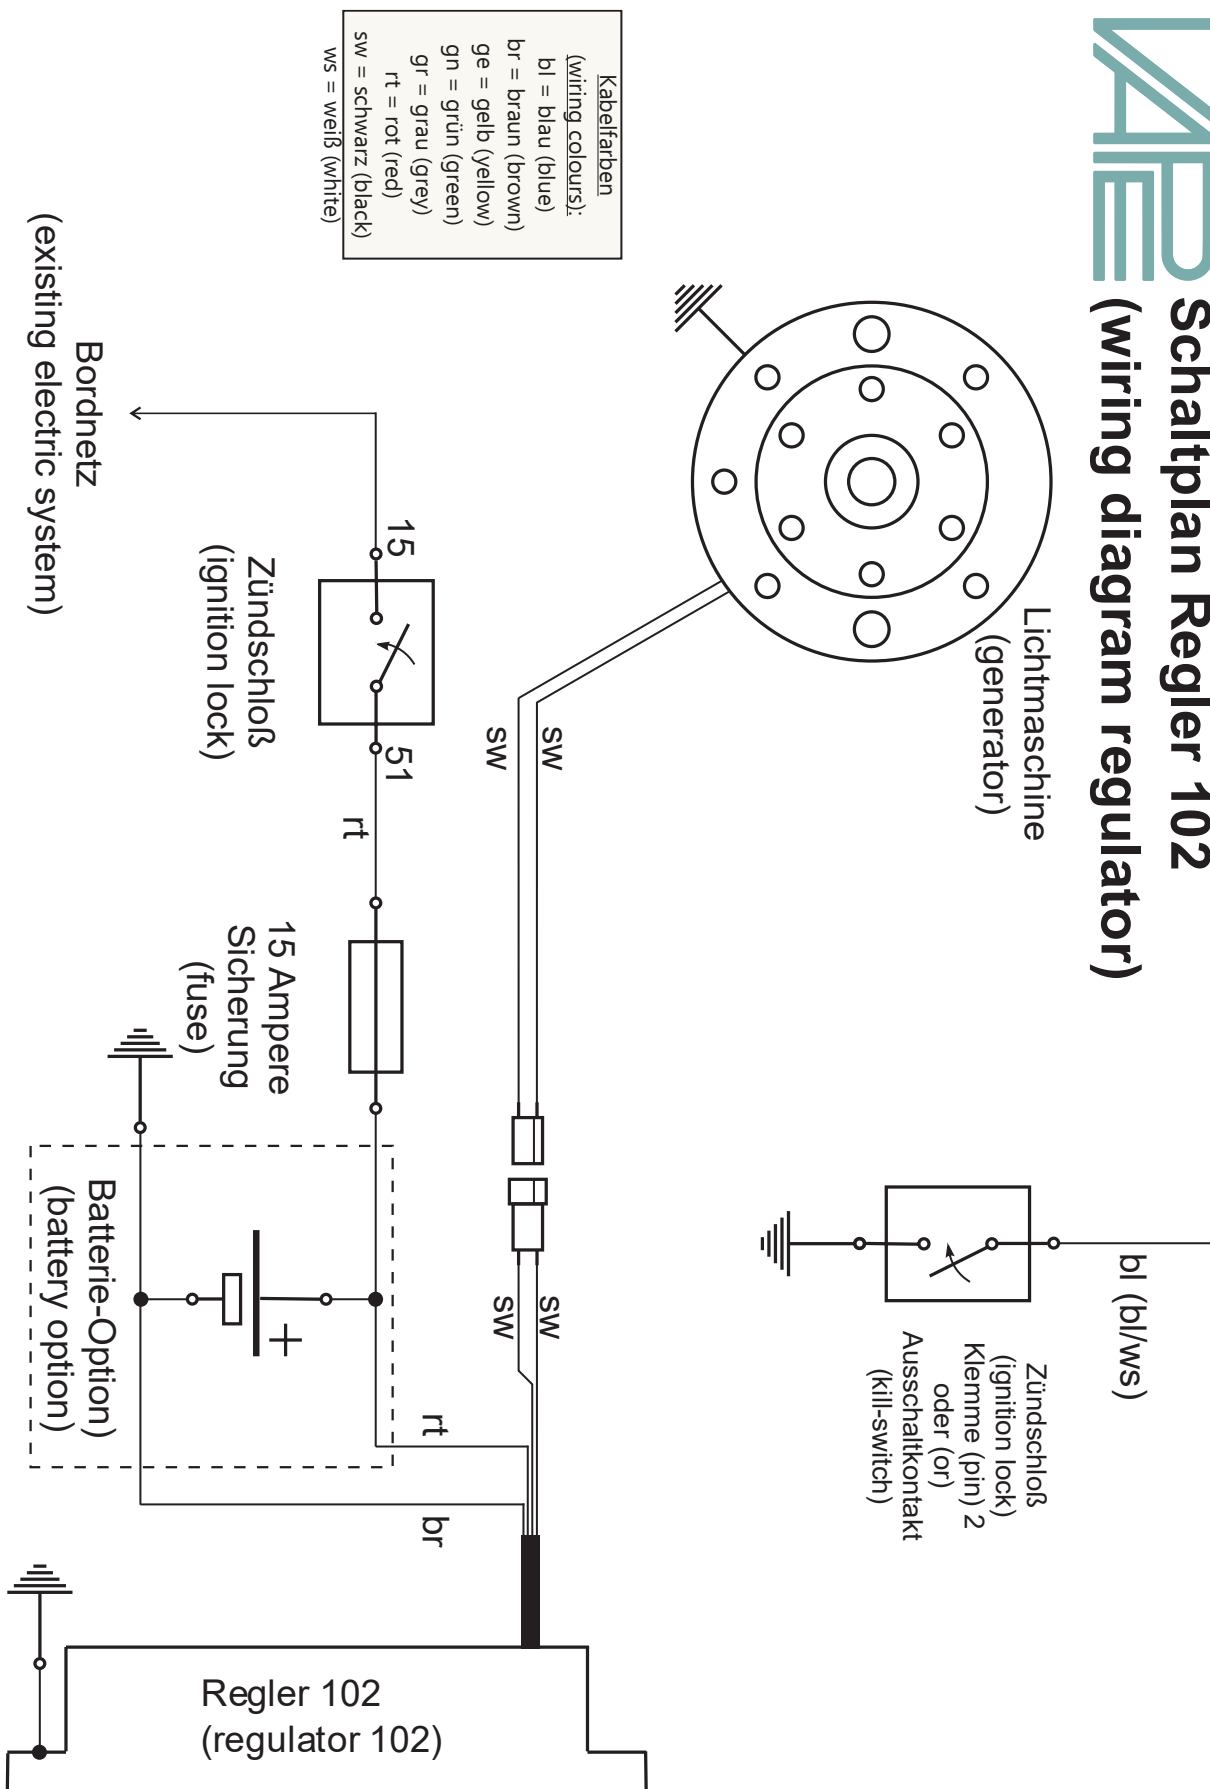 VAPE
Schaltplan Regler 102
(wiring diagram regulator)
Kabelfarben
(wiring colours):
bl = blau (blue)
br = braun (brown)
ge = gelb (yellow)
gn = grün (green)
gr = grau (grey)
rt = rot (red)
sw = schwarz (black)
ws = weiß (white)
Lichtmaschine
(generator)
sw
sw
sw
sw
bl (bl/ws)
Zündschloß
(ignition lock)
Klemme (pin) 2
oder (or)
Ausschaltkontakt
(kill-switch)
15
51
Zündschloß
(ignition lock)
Bordnetz
(existing electric system)
rt
15 Ampere
Sicherung
(fuse)
+
Batterie-Option)
(battery option)
rt
br
Regler 102
(regulator 102)